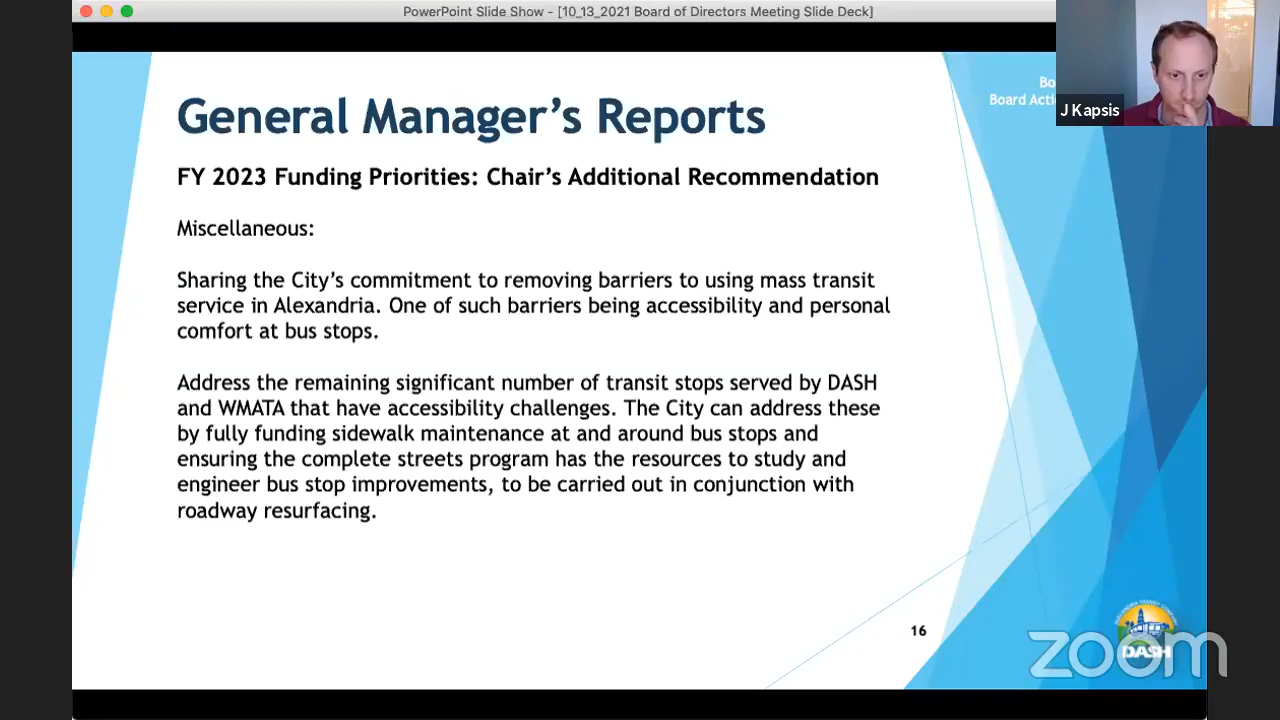 PowerPoint Slide Show - [10_13_2021 Board of Directors Meeting Slide Deck]
J Kapsis
General Manager’s Reports
FY 2023 Funding Priorities: Chair’s Additional Recommendation
Miscellaneous:
Sharing the City’s commitment to removing barriers to using mass transit
service in Alexandria. One of such barriers being accessibility and personal
comfort at bus stops.
Address the remaining significant number of transit stops served by DASH
and WMATA that have accessibility challenges. The City can address these
by fully funding sidewalk maintenance at and around bus stops and
ensuring the complete streets program has the resources to study and
engineer bus stop improvements, to be carried out in conjunction with
roadway resurfacing.
16
DASH
zoom